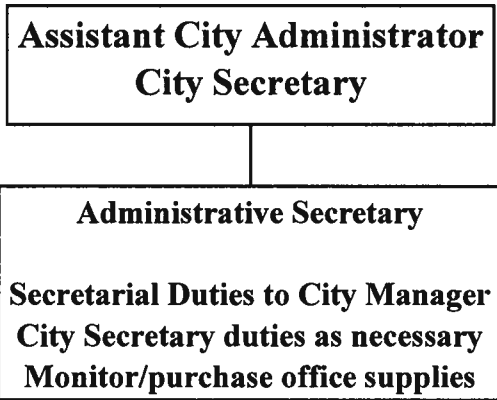 Assistant City Administrator
City Secretary
Administrative Secretary
Secretarial Duties to City Manager
City Secretary duties as necessary
Monitor/purchase office supplies